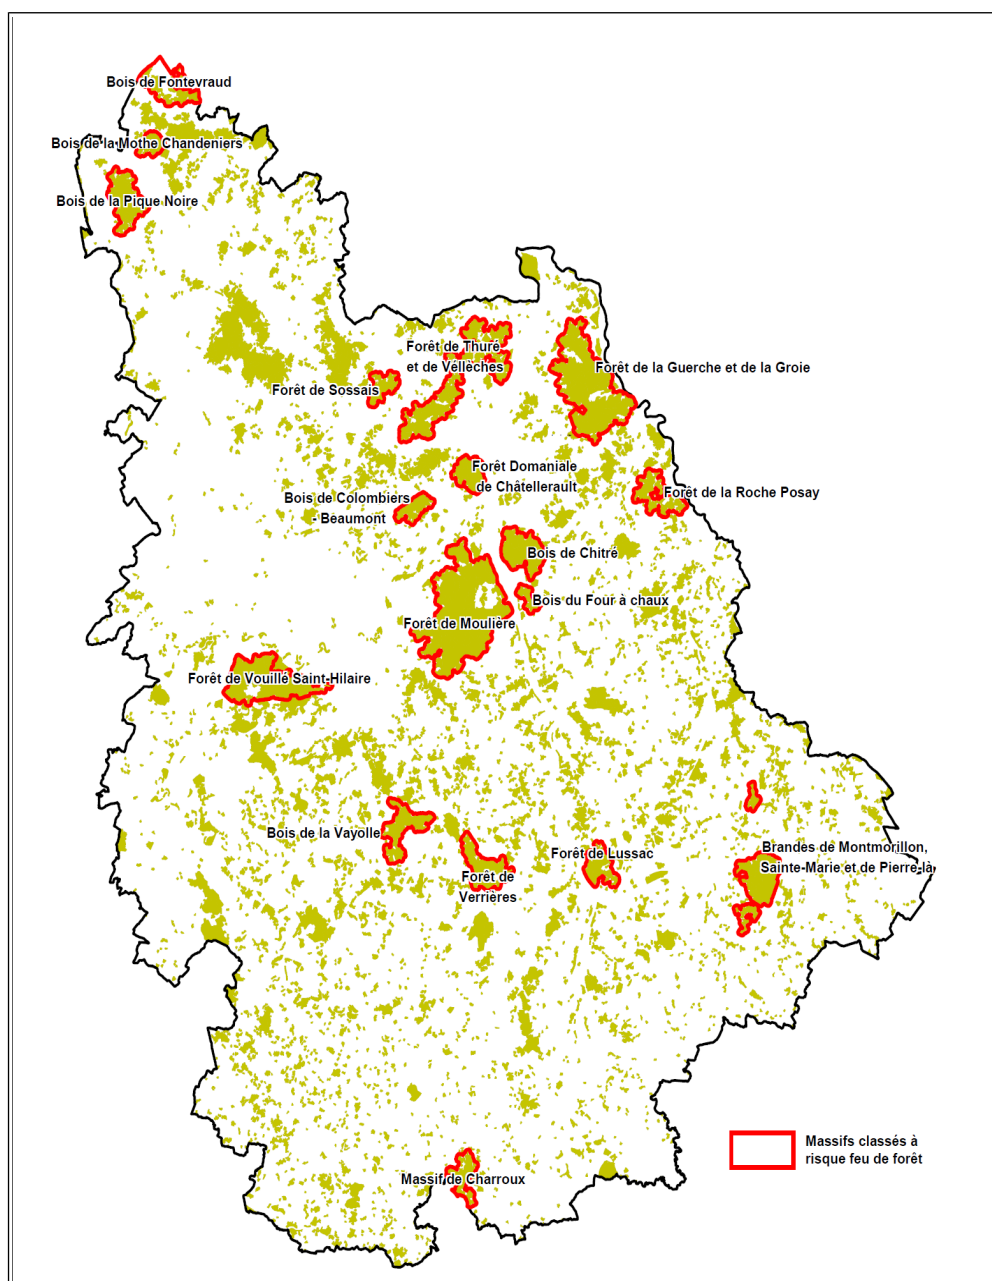 Bois de Fontevraud
Bois de la Mothe Chandeniers
Bois de la Pique Noire
Forêt de Thuré
et de Vellèches
Forêt de la Guerche et de la Groie
Forêt de Sossais
Forêt Domaniale
de Châtellerault
Bois de Colombiers
- Beaumont
Forêt de la Roche Posay
Bois de Chitré
Bois du Four à chaux
Forêt de Moulière
Forêt de Vouillé Saint-Hilaire
Bois de la Vayolle
Forêt de
Verrières
Forêt de Lussac
Brandes de Montmorillon,
Sainte-Marie et de Pierre-là
Massif de Charroux
Massifs classés à
risque feu de forêt